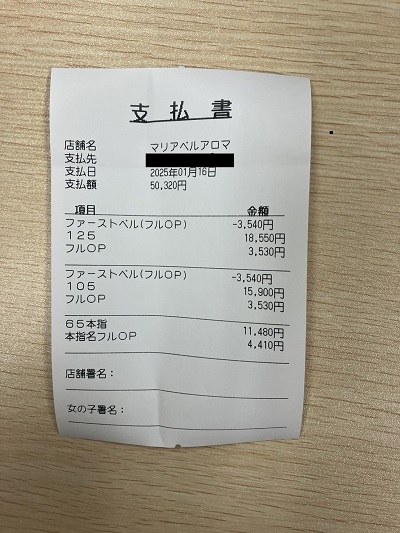 支払書
店舗名 マリアベルアロマ
支払先
支払日 2025年01月16日
支払額 50,320円
項目 金額
ファーストベル(フルOP) -3,540円
125 18,550円
フルOP 3,530円
ファーストベル(フルOP) -3,540円
105 15,900円
フルOP 3,530円
65本指 11,480円
本指名フルOP 4,410円
店舗署名：
女の子署名：